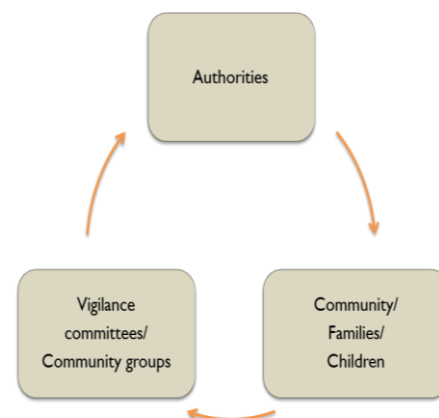 Authorities
Vigilance
committees/
Community groups
Community/
Families/
Children